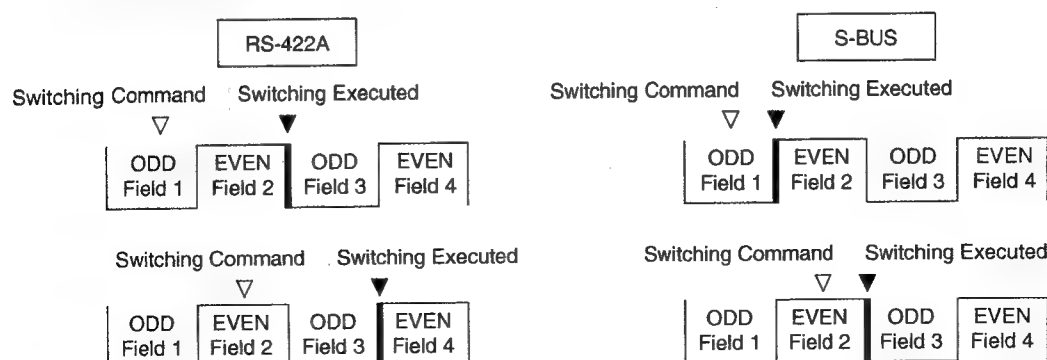 RS-422A
Switching Command Switching Executed
ODD EVEN ODD EVEN
Field 1 Field 2 Field 3 Field 4
Switching Command Switching Executed
ODD EVEN ODD EVEN
Field 1 Field 2 Field 3 Field 4
S-BUS
Switching Command Switching Executed
ODD EVEN ODD EVEN
Field 1 Field 2 Field 3 Field 4
Switching Command Switching Executed
ODD EVEN ODD EVEN
Field 1 Field 2 Field 3 Field 4